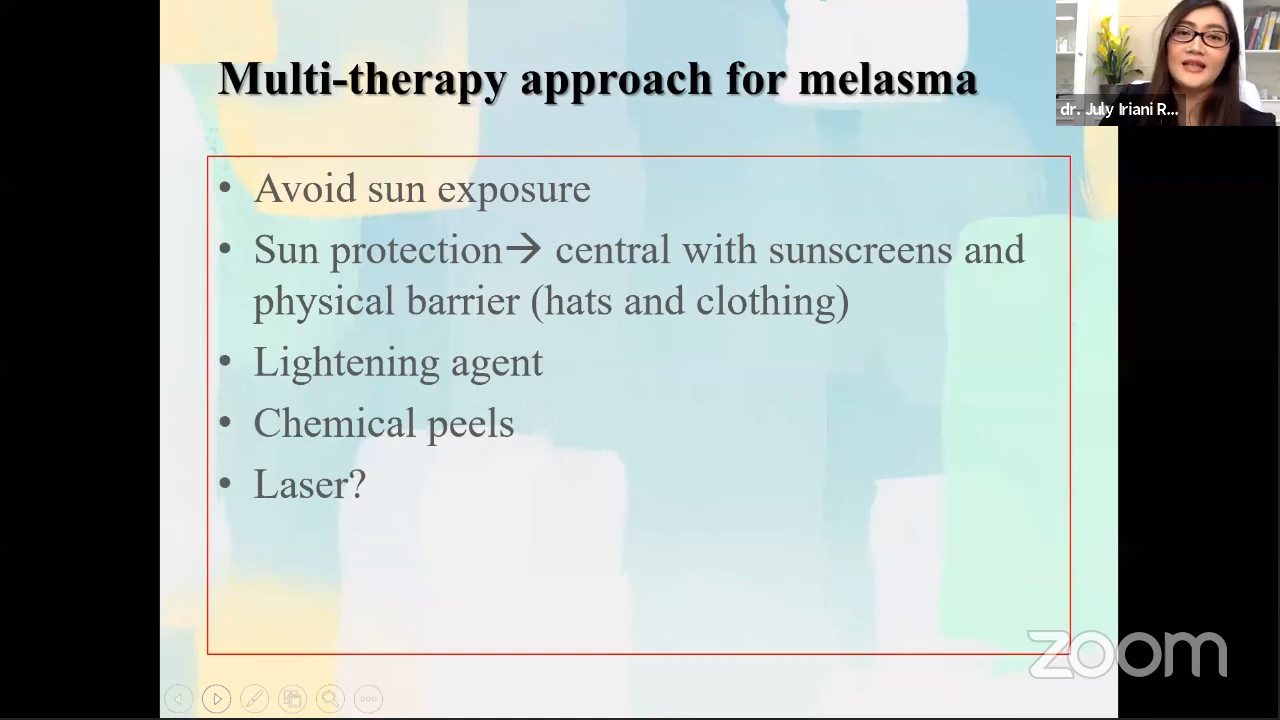 Multi-therapy approach for melasma
dr. July Iriani R...
• Avoid sun exposure
• Sun protection→ central with sunscreens and
physical barrier (hats and clothing)
• Lightening agent
• Chemical peels
• Laser?
zoom